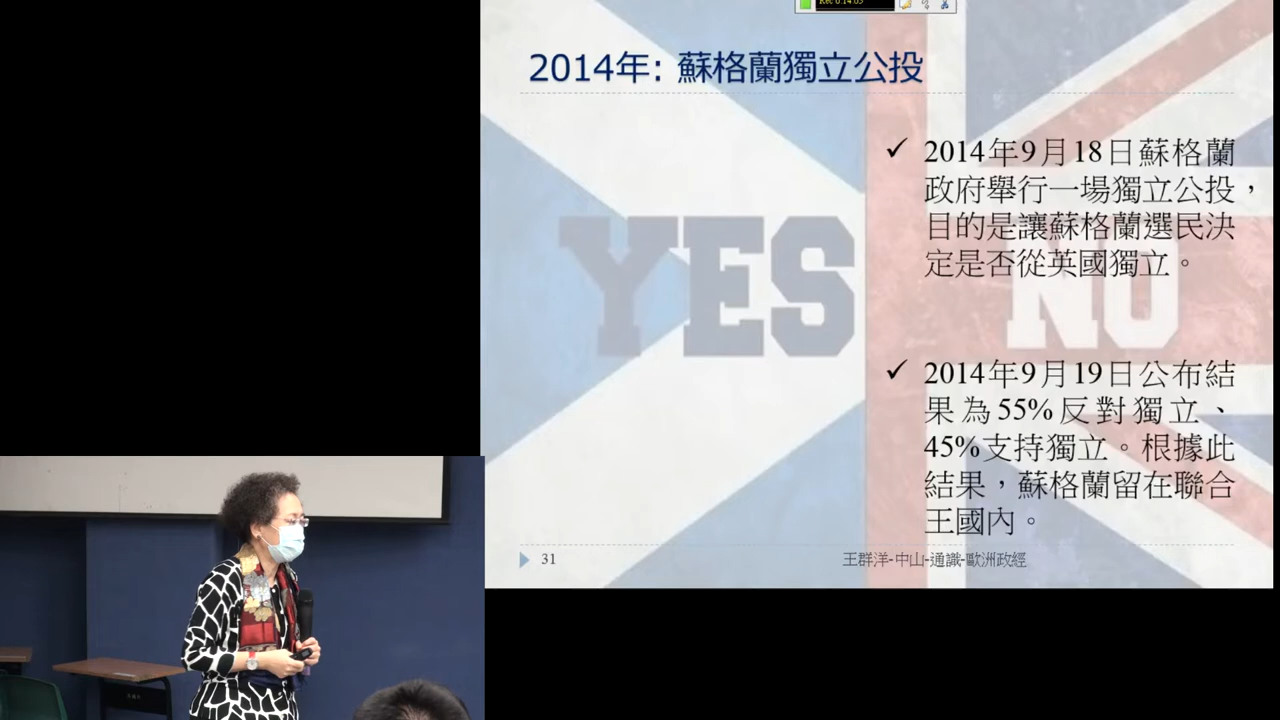 Rec 0:14:05
2014年: 蘇格蘭獨立公投
YES
NO
✓ 2014年9月18日蘇格蘭
政府舉行一場獨立公投，
目的是讓蘇格蘭選民決
定是否從英國獨立。
✓ 2014年9月19日公布結
果為55%反對獨立、
45%支持獨立。根據此
結果，蘇格蘭留在聯合
王國內。
31
王群洋-中山-通識-歐洲政經